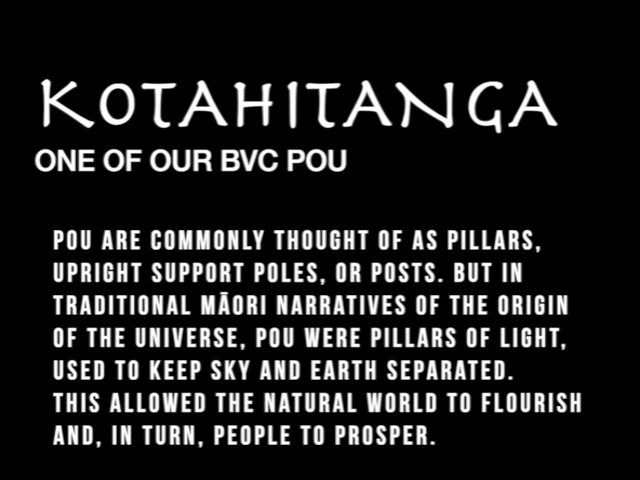 KOTAHITANGA
ONE OF OUR BVC POU
POU ARE COMMONLY THOUGHT OF AS PILLARS,
UPRIGHT SUPPORT POLES, OR POSTS. BUT IN
TRADITIONAL MĀORI NARRATIVES OF THE ORIGIN
OF THE UNIVERSE, POU WERE PILLARS OF LIGHT,
USED TO KEEP SKY AND EARTH SEPARATED.
THIS ALLOWED THE NATURAL WORLD TO FLOURISH
AND, IN TURN, PEOPLE TO PROSPER.